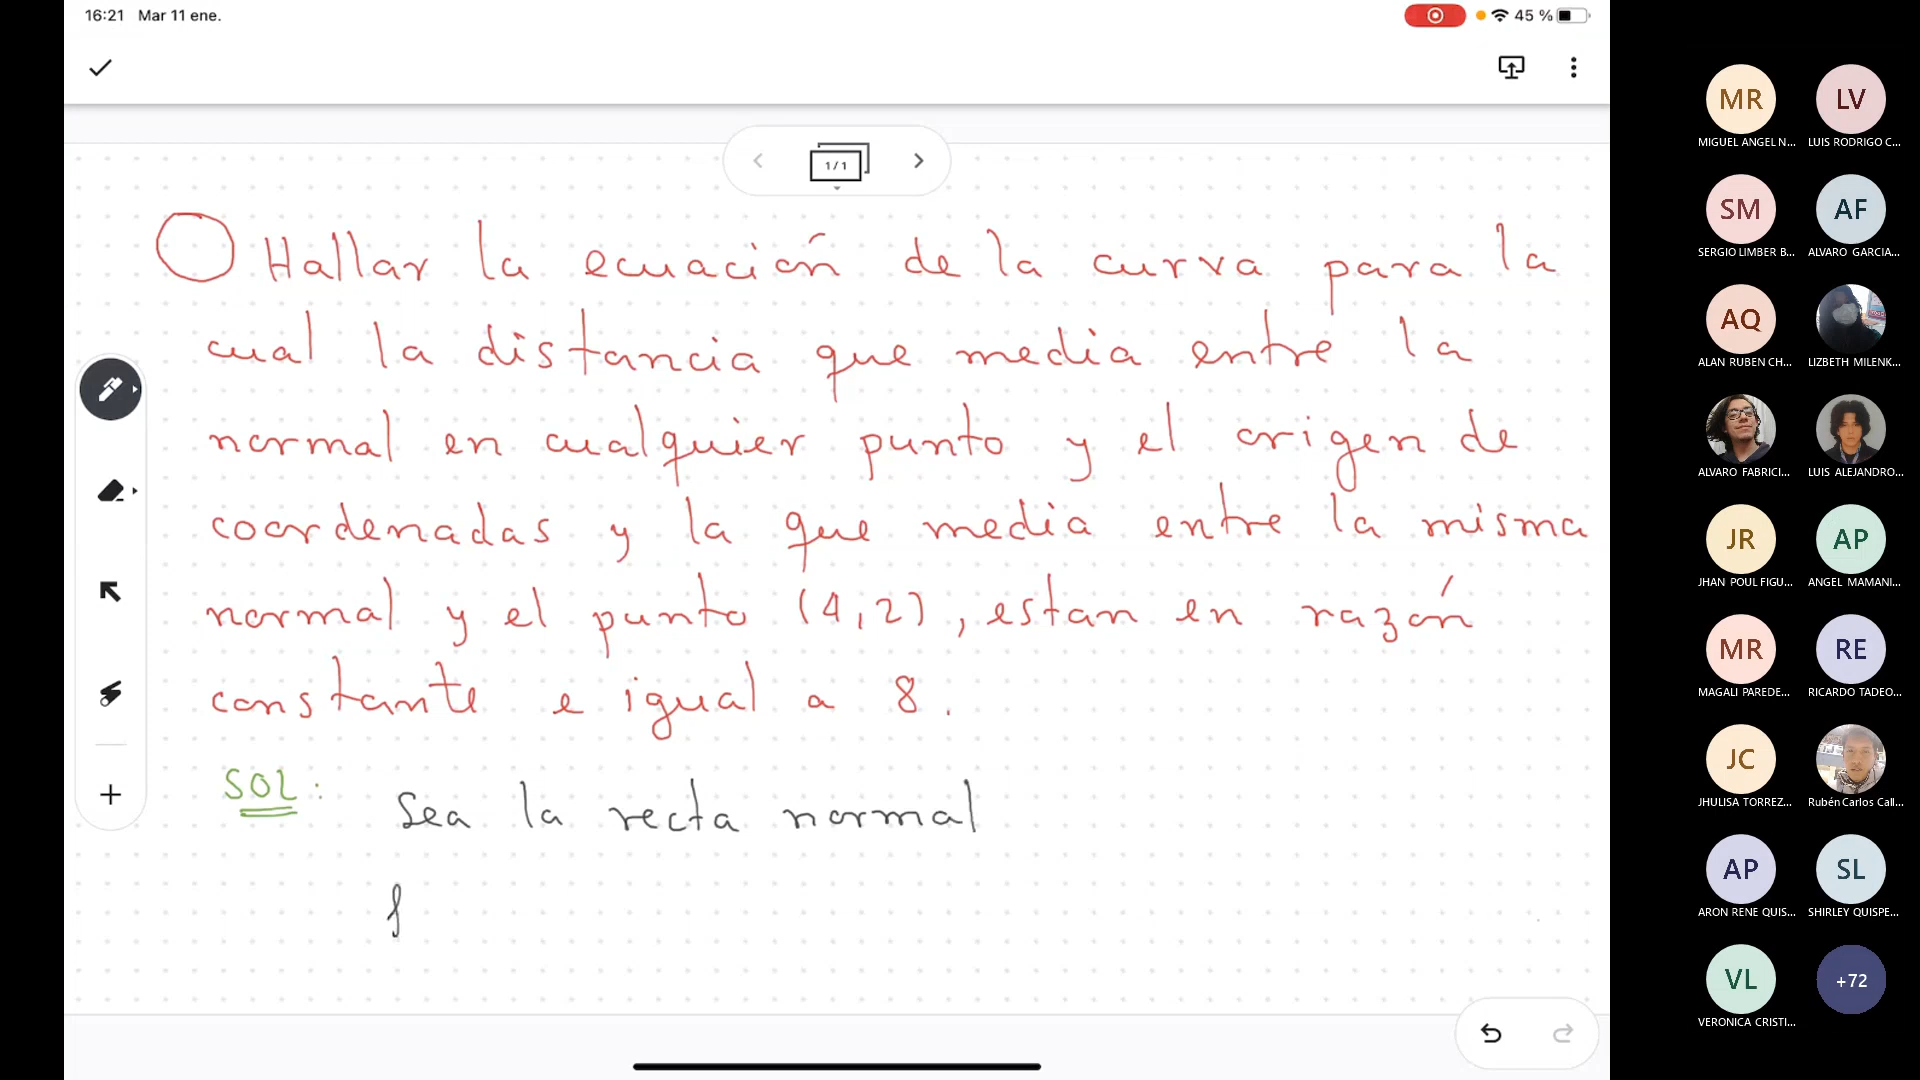 16:21 Mar 11 ene.
45 %
1/1
Hallar la ecuación de la curva para la
cual la distancia que media entre la
normal en cualquier punto y el origen de
coordenadas y la que media entre la misma
normal y el punto (4,2), estan en razón
constante e igual a 8.
SOL: Sea la recta normal
MR LV
MIGUEL ANGEL N... LUIS RODRIGO C...
SM AF
SERGIO LIMBER B... ALVARO GARCIA...
AQ
ALAN RUBEN CH... LIZBETH MILENK...
ALVARO FABRICI... LUIS ALEJANDRO...
JR AP
JHAN POUL FIGU... ANGEL MAMANI...
MR RE
MAGALI PAREDE... RICARDO TADEO...
JC
JHULISA TORREZ... Rubén Carlos Call...
AP SL
ARON RENE QUIS... SHIRLEY QUISPE...
VL +72
VERONICA CRISTI...